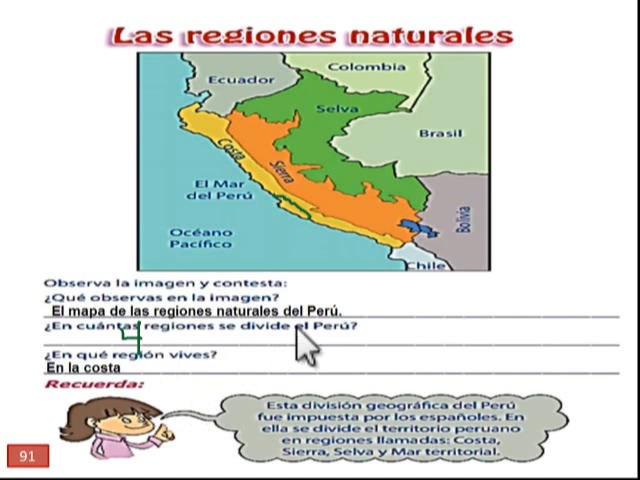 Las regiones naturales
Colombia
Ecuador
Selva
Brasil
Costa
Sierra
El Mar
del Perú
Bolivia
Océano
Pacífico
Chile
Observa la imagen y contesta:
¿Qué observas en la imagen?
El mapa de las regiones naturales del Perú.
¿En cuántas regiones se divide el Perú?
4
¿En qué región vives?
En la costa
Recuerda:
Esta división geográfica del Perú
fue impuesta por los españoles. En
ella se divide el territorio peruano
en regiones llamadas: Costa,
Sierra, Selva y Mar territorial.
91